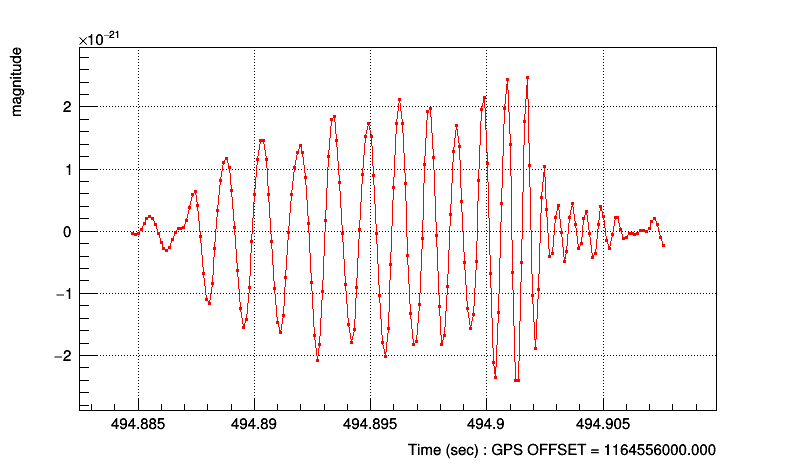 ×10⁻²¹
magnitude
2
1
0
−1
−2
494.885 494.89 494.895 494.9 494.905
Time (sec) : GPS OFFSET = 1164556000.000